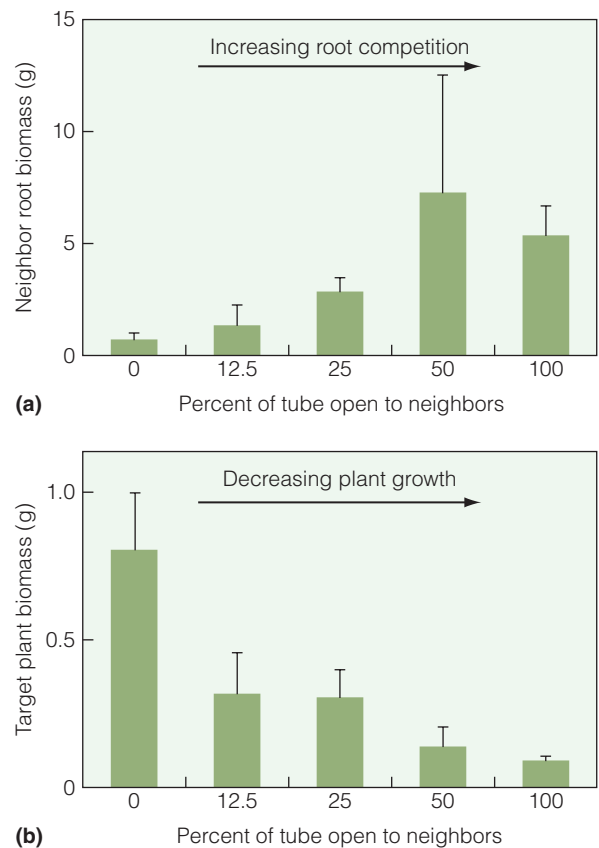 15
Increasing root competition
10
5
0
Neighbor root biomass (g)
0 12.5 25 50 100
(a) Percent of tube open to neighbors
Decreasing plant growth
1.0
0.5
0
Target plant biomass (g)
0 12.5 25 50 100
(b) Percent of tube open to neighbors